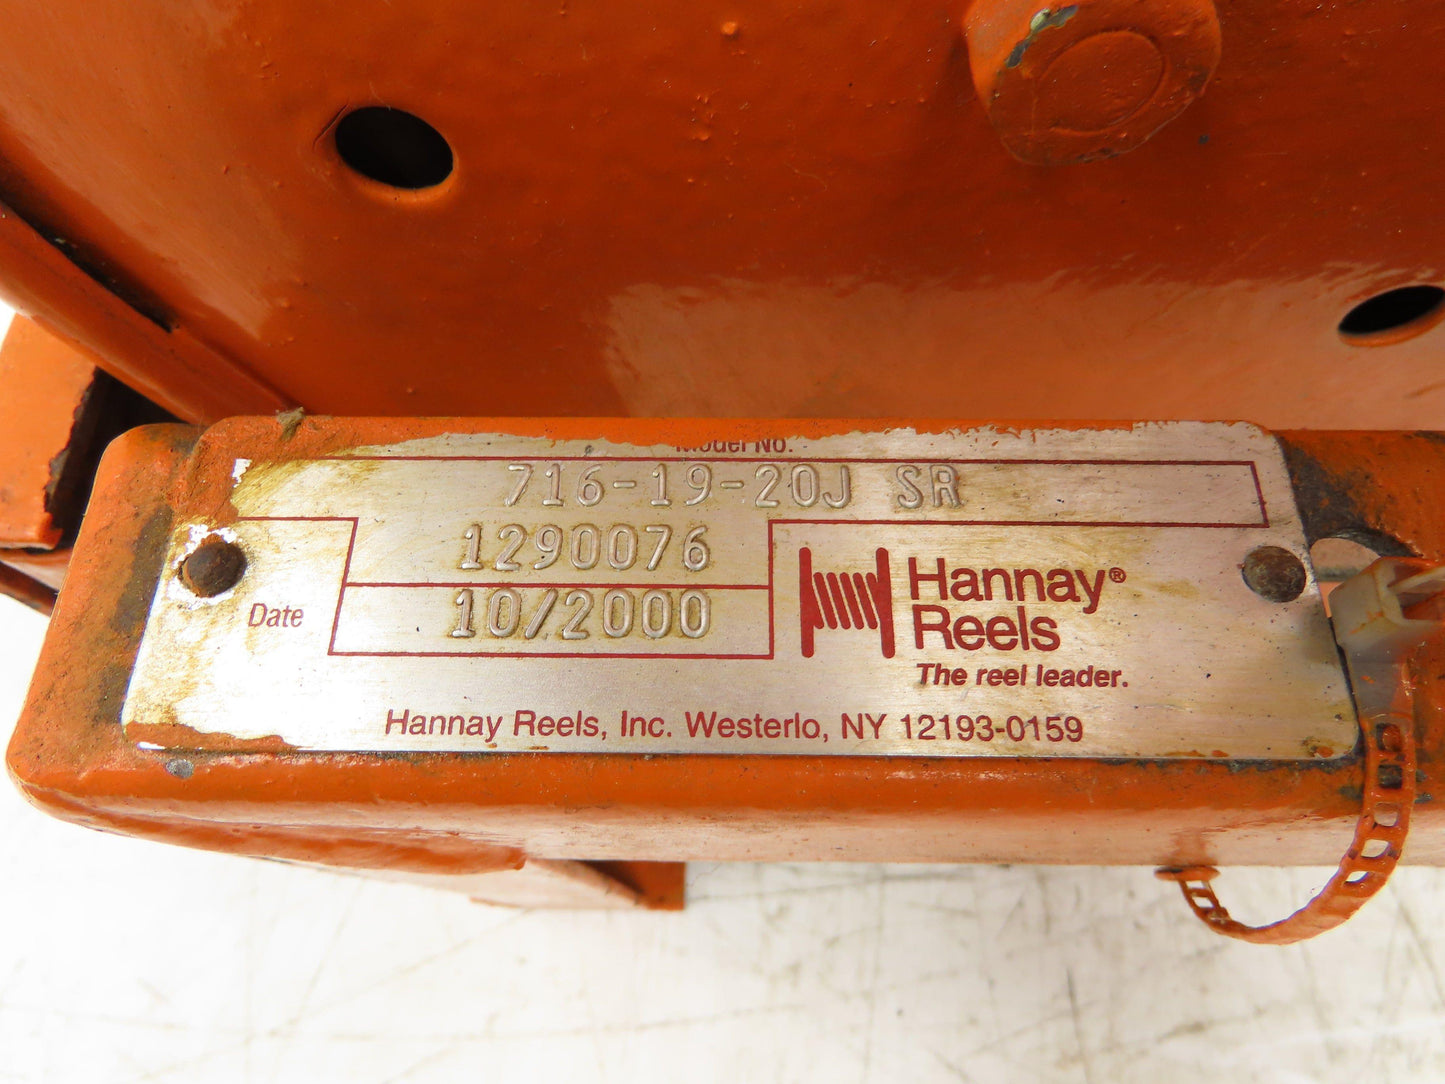 Model No.
716-19-20J SR
1290076
Date 10/2000
Hannay®
Reels
The reel leader.
Hannay Reels, Inc. Westerlo, NY 12193-0159